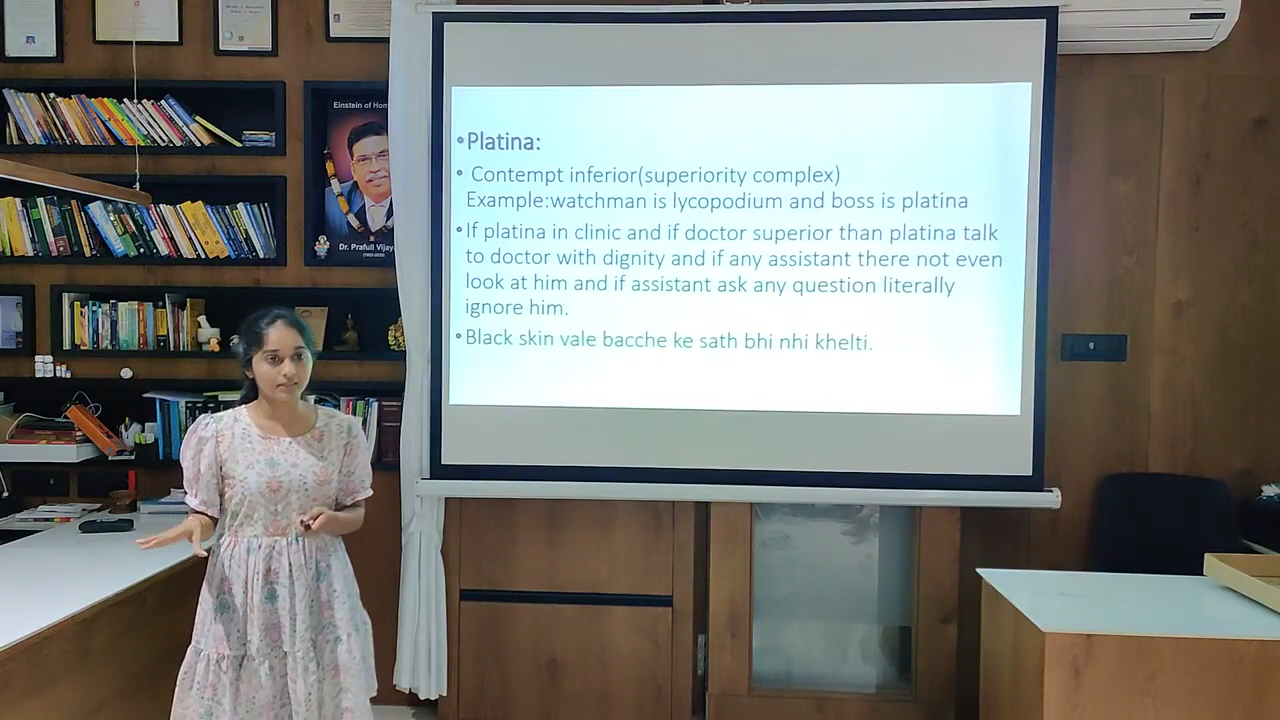 Einstein of Hom
Dr. Prafull Vijay
•Platina:
• Contempt inferior(superiority complex)
Example:watchman is lycopodium and boss is platina
•If platina in clinic and if doctor superior than platina talk
to doctor with dignity and if any assistant there not even
look at him and if assistant ask any question literally
ignore him.
•Black skin vale bacche ke sath bhi nhi khelti.